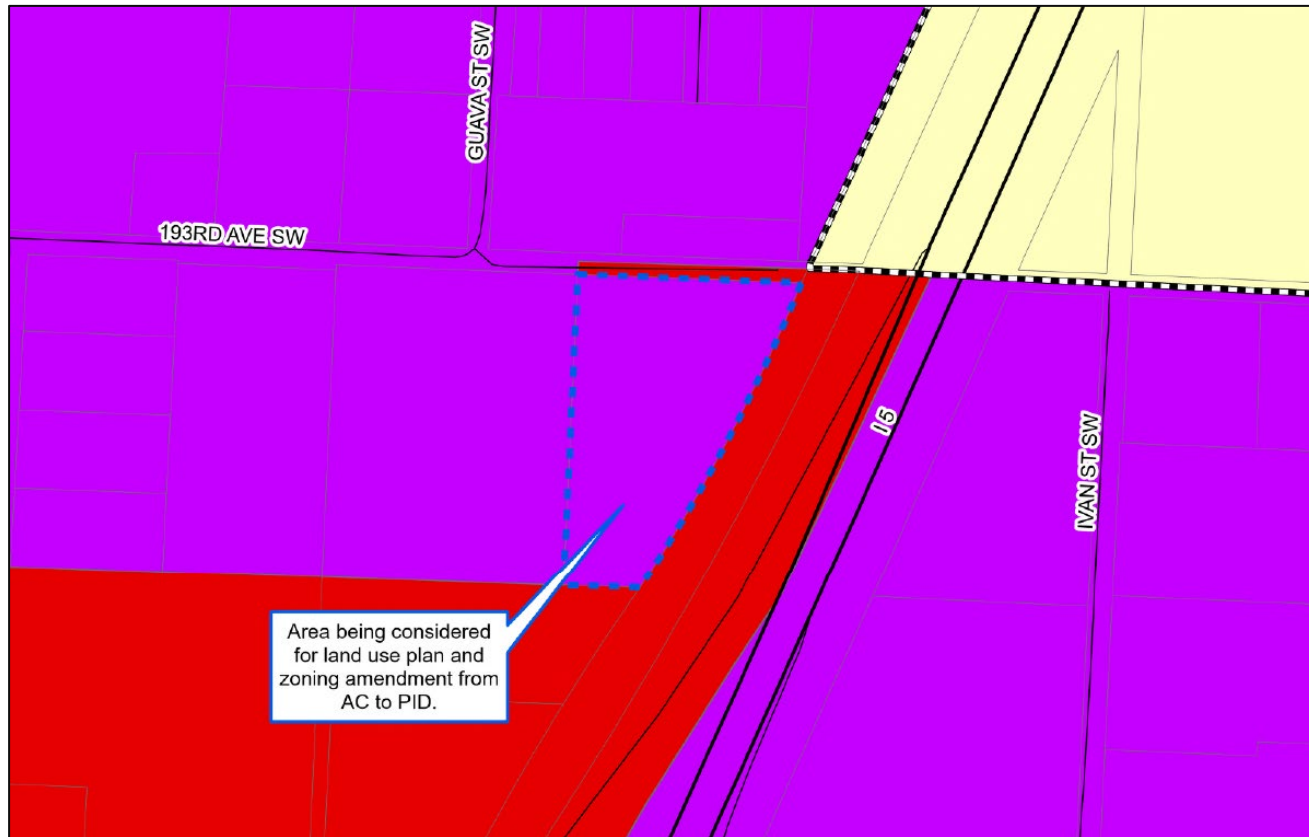 GUAVA ST SW
193RD AVE SW
I 5
IVAN ST SW
Area being considered
for land use plan and
zoning amendment from
AC to PID.